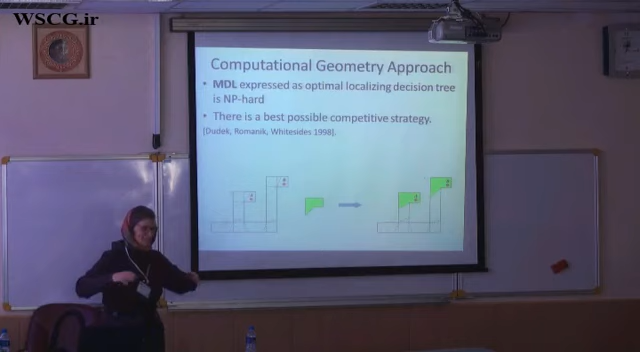 WSCG.ir
Computational Geometry Approach
• MDL expressed as optimal localizing decision tree
is NP-hard
• There is a best possible competitive strategy.
[Dudek, Romanik, Whitesides 1998].